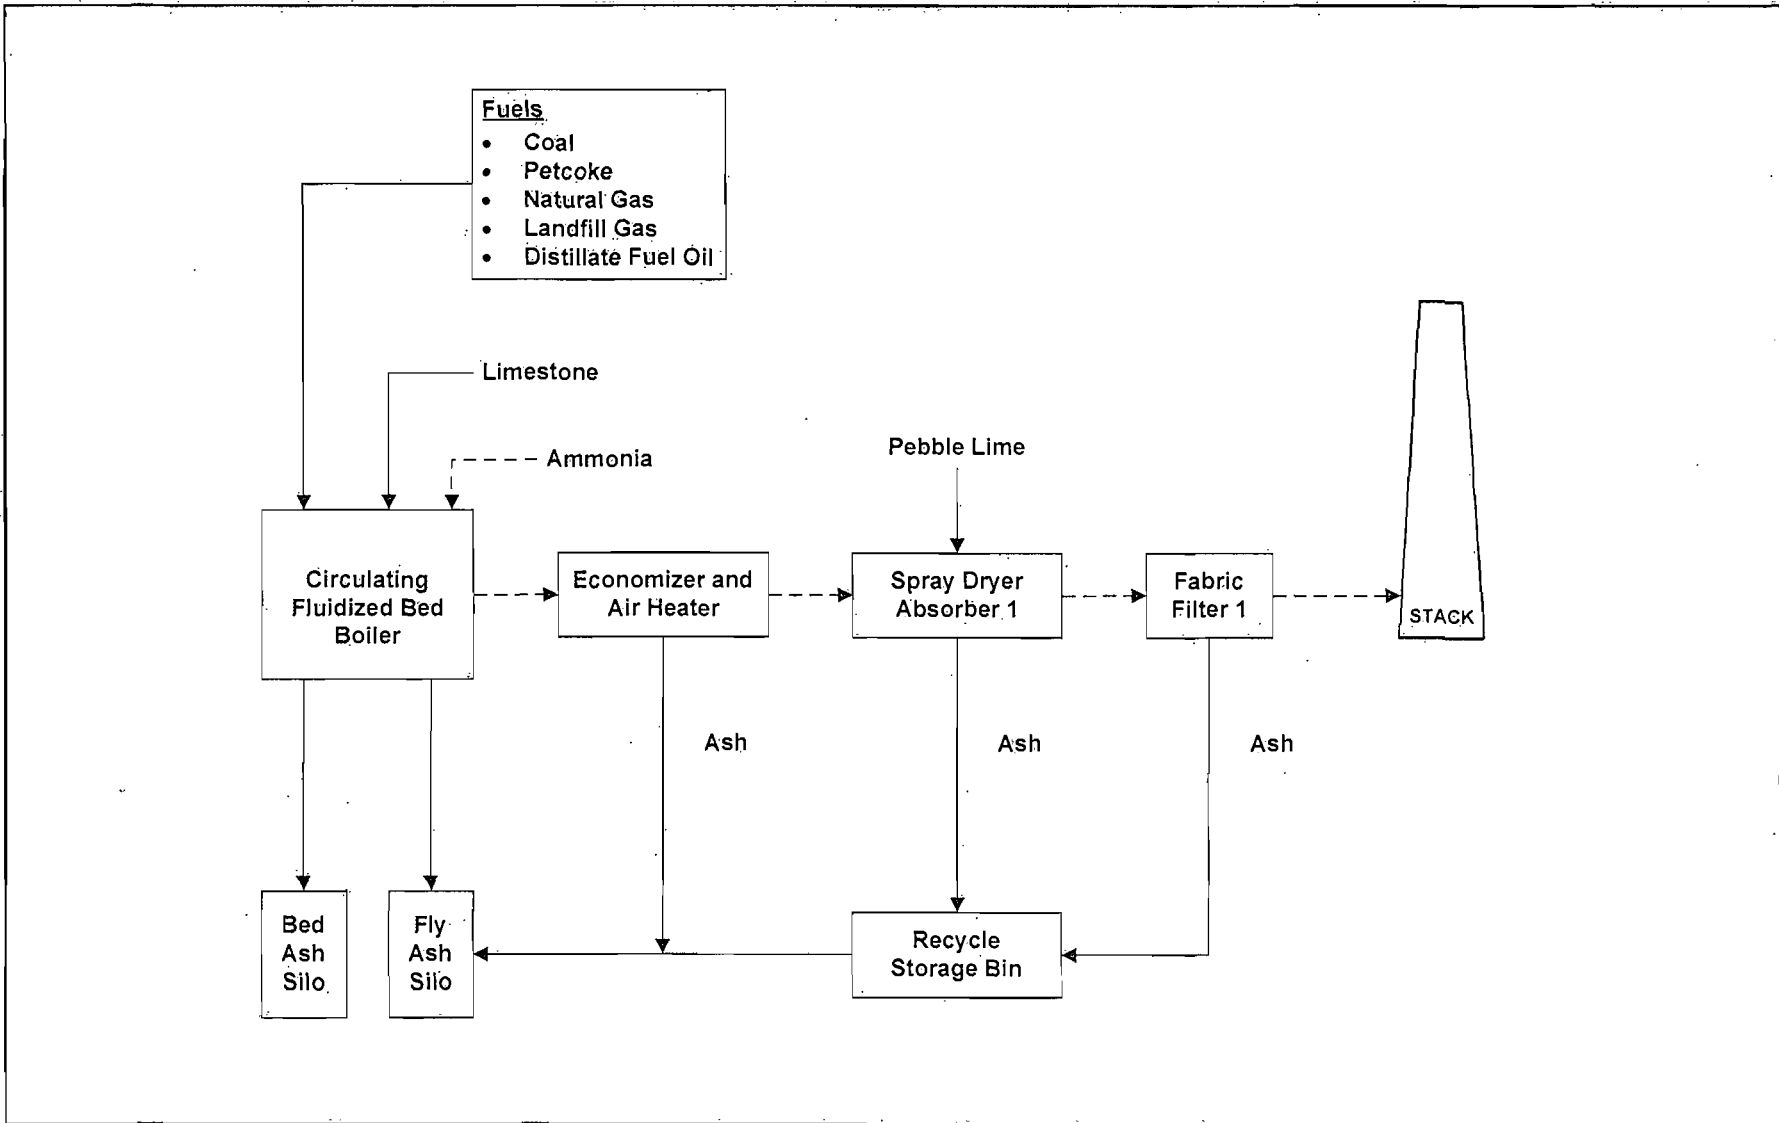 Fuels
• Coal
• Petcoke
• Natural Gas
• Landfill Gas
• Distillate Fuel Oil
Limestone
Ammonia
Pebble Lime
Circulating
Fluidized Bed
Boiler
Economizer and
Air Heater
Spray Dryer
Absorber 1
Fabric
Filter 1
STACK
Ash
Ash
Ash
Bed
Ash
Silo
Fly
Ash
Silo
Recycle
Storage Bin